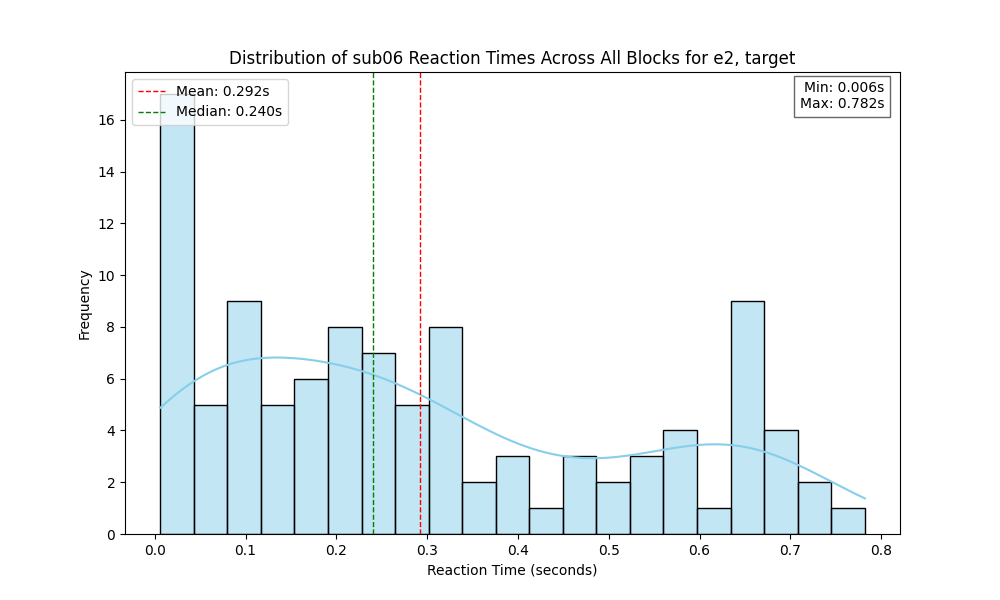 Distribution of sub06 Reaction Times Across All Blocks for e2, target
Mean: 0.292s
Median: 0.240s
Min: 0.006s
Max: 0.782s
Frequency
16
14
12
10
8
6
4
2
0
0.0 0.1 0.2 0.3 0.4 0.5 0.6 0.7 0.8
Reaction Time (seconds)